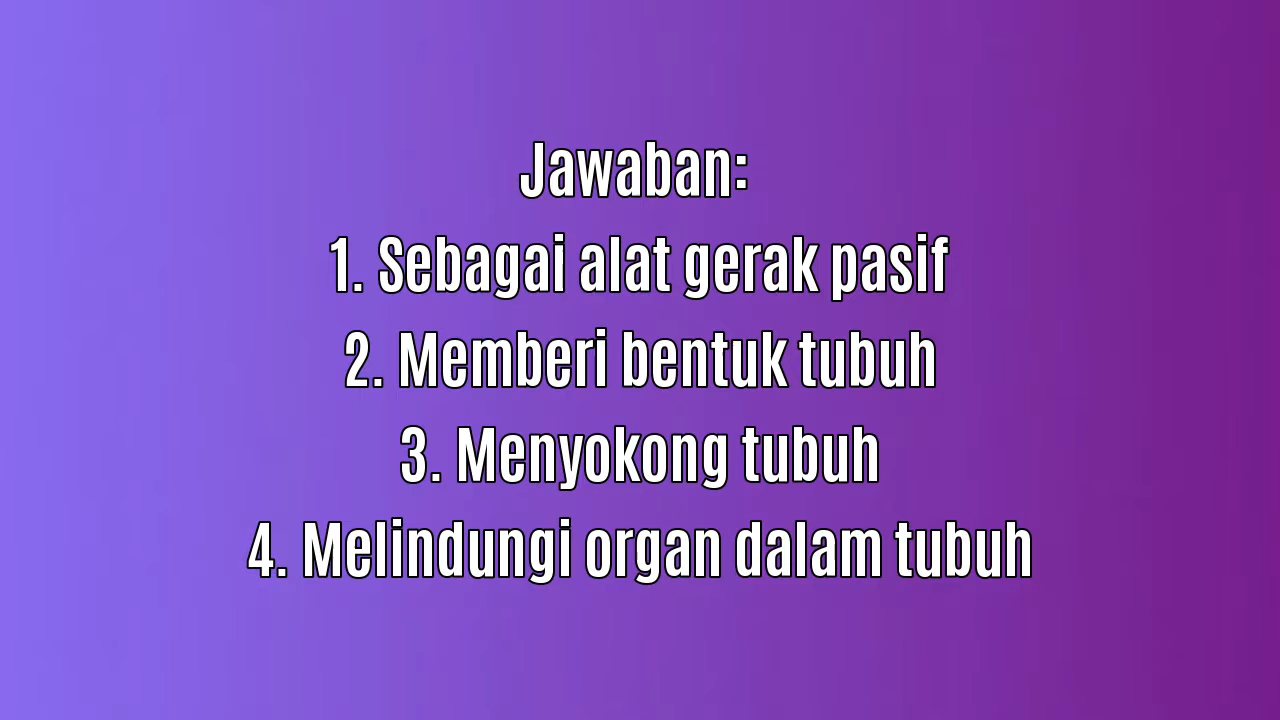 Jawaban:
1. Sebagai alat gerak pasif
2. Memberi bentuk tubuh
3. Menyokong tubuh
4. Melindungi organ dalam tubuh